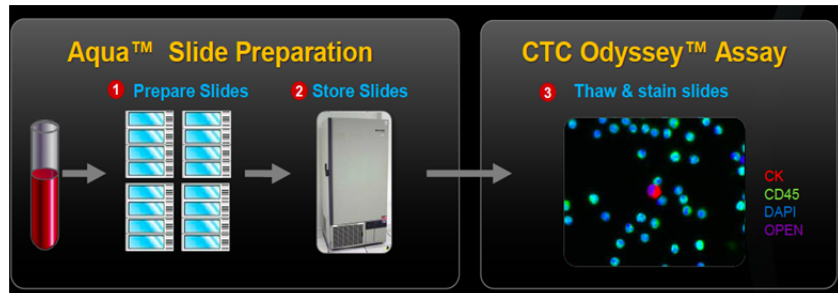 Aqua™ Slide Preparation
1 Prepare Slides
2 Store Slides
CTC Odyssey™ Assay
3 Thaw & stain slides
CK
CD45
DAPI
OPEN